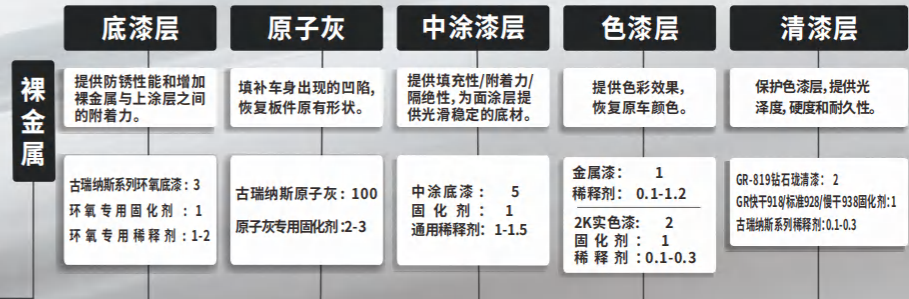 底漆层
原子灰
中涂漆层
色漆层
清漆层
裸金属
提供防锈性能和增加
裸金属与上涂层之间
的附着力。
填补车身出现的凹陷,
恢复板件原有形状。
提供填充性/附着力/
隔绝性,为面涂层提
供光滑稳定的底材。
提供色彩效果,
恢复原车颜色。
保护色漆层,提供光
泽度,硬度和耐久性。
古瑞纳斯系列环氧底漆:3
环氧专用固化剂:1
环氧专用稀释剂:1-2
古瑞纳斯原子灰:100
原子灰专用固化剂:2-3
中涂底漆:5
固化剂:1
通用稀释剂:1-1.5
金属漆:1
稀释剂:0.1-1.2
2K实色漆:2
固化剂:1
稀释剂:0.1-0.3
GR-819钻石珑清漆:2
GR快干918/标准928/慢干938固化剂:1
古瑞纳斯系列稀释剂:0.1-0.3